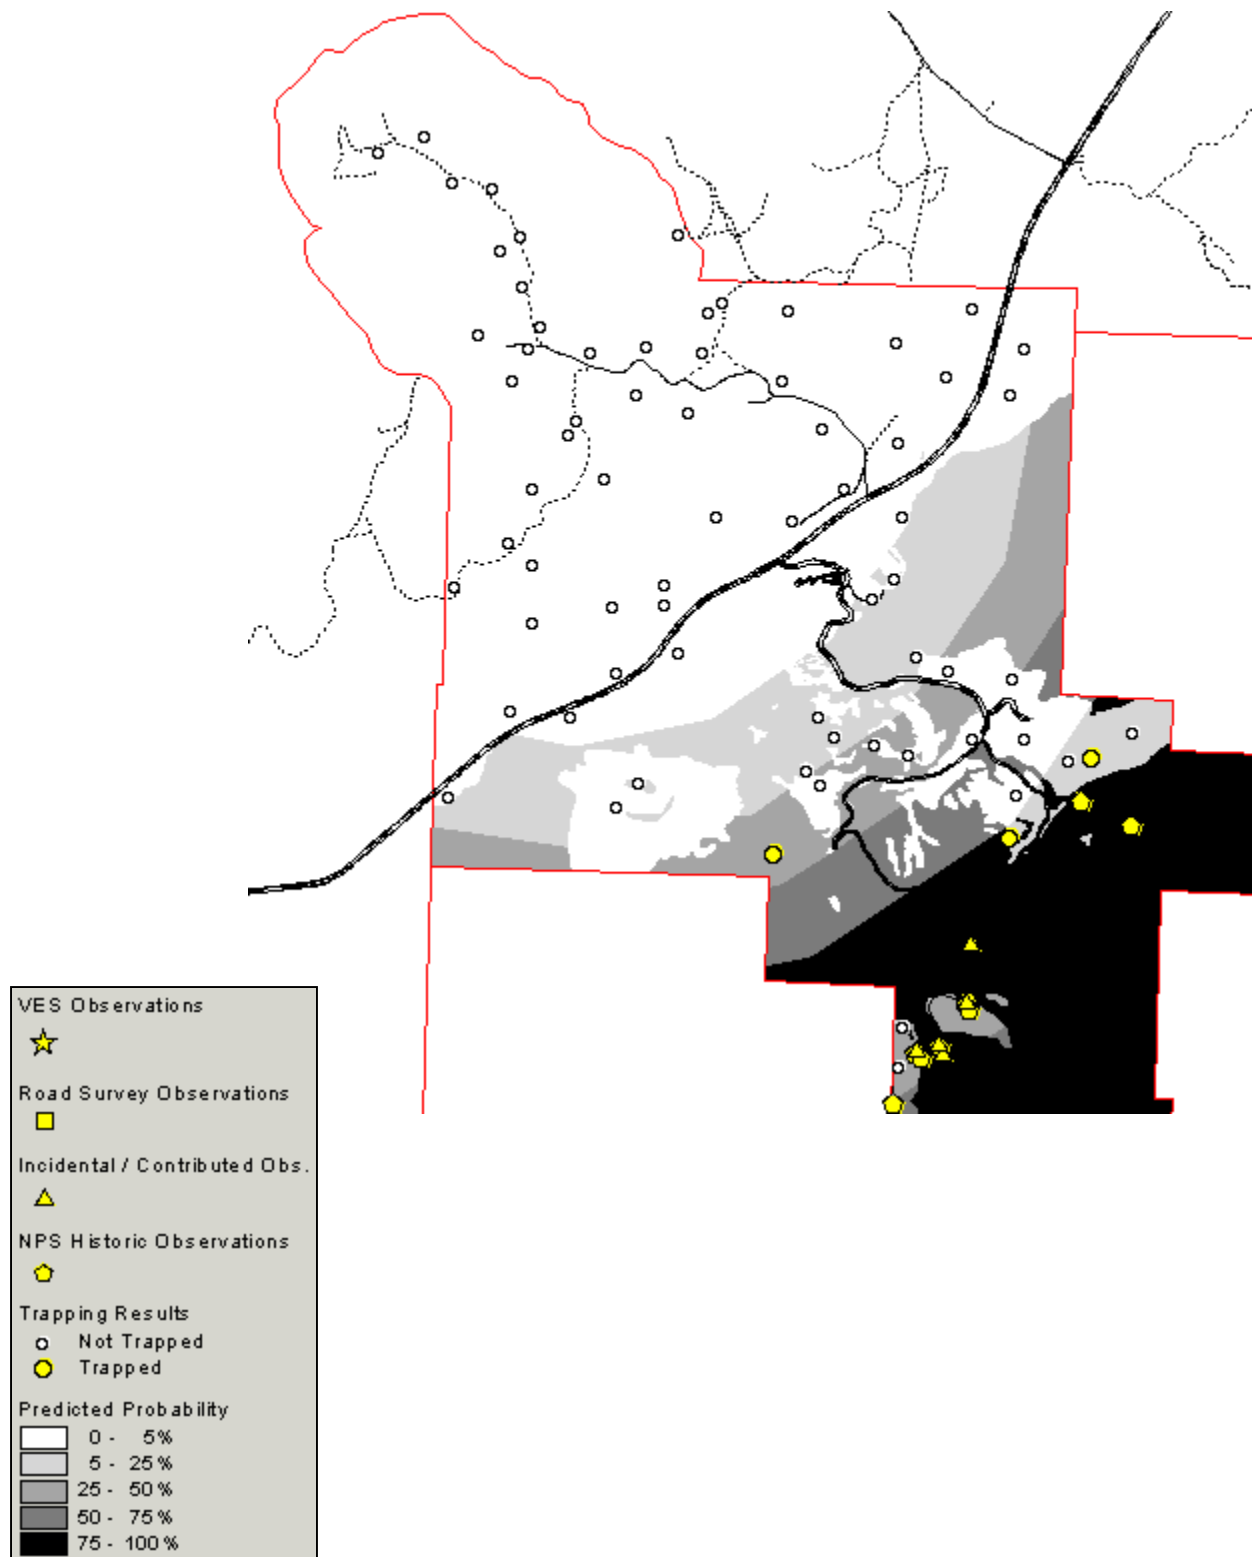 VES Observations
Road Survey Observations
Incidental / Contributed Obs.
NPS Historic Observations
Trapping Results
Not Trapped
Trapped
Predicted Probability
0 - 5%
5 - 25%
25 - 50%
50 - 75%
75 - 100%